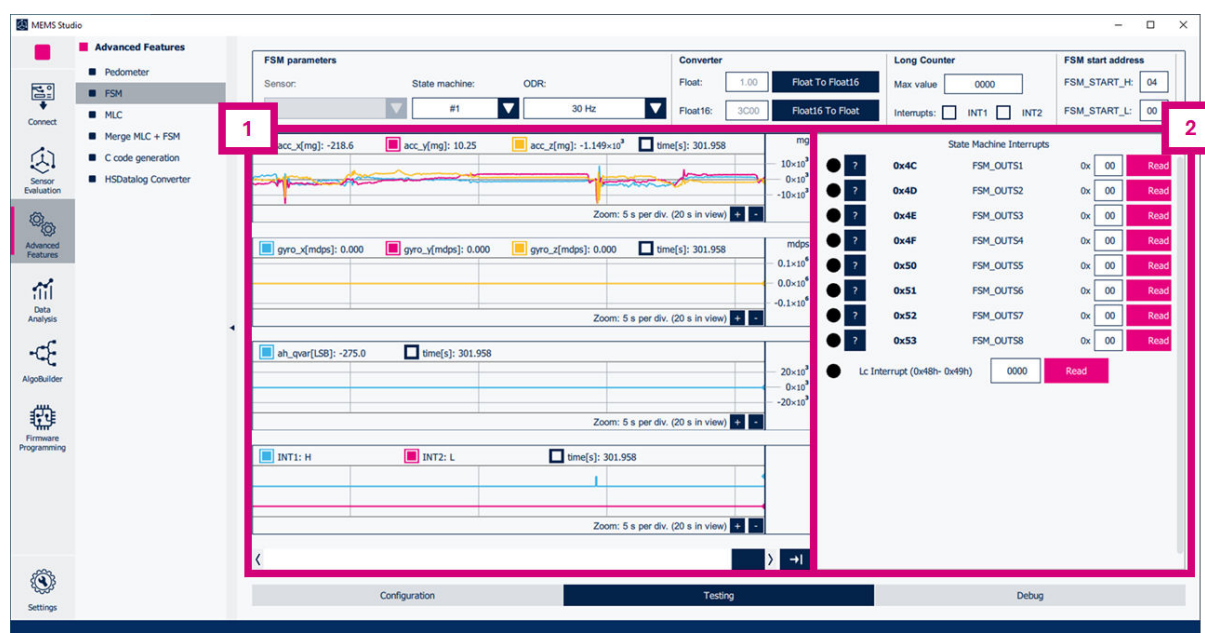 MEMS Studio
Connect
Sensor
Evaluation
Advanced
Features
Data
Analysis
AlgoBuilder
Firmware
Programming
Settings
Advanced Features
Pedometer
FSM
MLC
Merge MLC + FSM
C code generation
HSDatalog Converter
FSM parameters
Sensor: State machine: ODR:
#1 30 Hz
Converter
Float: 1.00 Float To Float16
Float16: 3C00 Float16 To Float
Long Counter
Max value 0000
Interrupts: INT1 INT2
FSM start address
FSM_START_H: 04
FSM_START_L: 00
1
acc_x[mg]: -218.6 acc_y[mg]: 10.25 acc_z[mg]: -1.149×10³ time[s]: 301.958 mg
10×10³
0×10³
-10×10³
Zoom: 5 s per div. (20 s in view) + -
gyro_x[mdps]: 0.000 gyro_y[mdps]: 0.000 gyro_z[mdps]: 0.000 time[s]: 301.958 mdps
0.1×10⁶
0.0×10⁶
-0.1×10⁶
Zoom: 5 s per div. (20 s in view) + -
ah_qvar[LSB]: -275.0 time[s]: 301.958
20×10³
0×10³
-20×10³
Zoom: 5 s per div. (20 s in view) + -
INT1: H INT2: L time[s]: 301.958
Zoom: 5 s per div. (20 s in view) + -
2
State Machine Interrupts
? 0x4C FSM_OUTS1 0x 00 Read
? 0x4D FSM_OUTS2 0x 00 Read
? 0x4E FSM_OUTS3 0x 00 Read
? 0x4F FSM_OUTS4 0x 00 Read
? 0x50 FSM_OUTS5 0x 00 Read
? 0x51 FSM_OUTS6 0x 00 Read
? 0x52 FSM_OUTS7 0x 00 Read
? 0x53 FSM_OUTS8 0x 00 Read
Lc Interrupt (0x48h- 0x49h) 0000 Read
Configuration Testing Debug